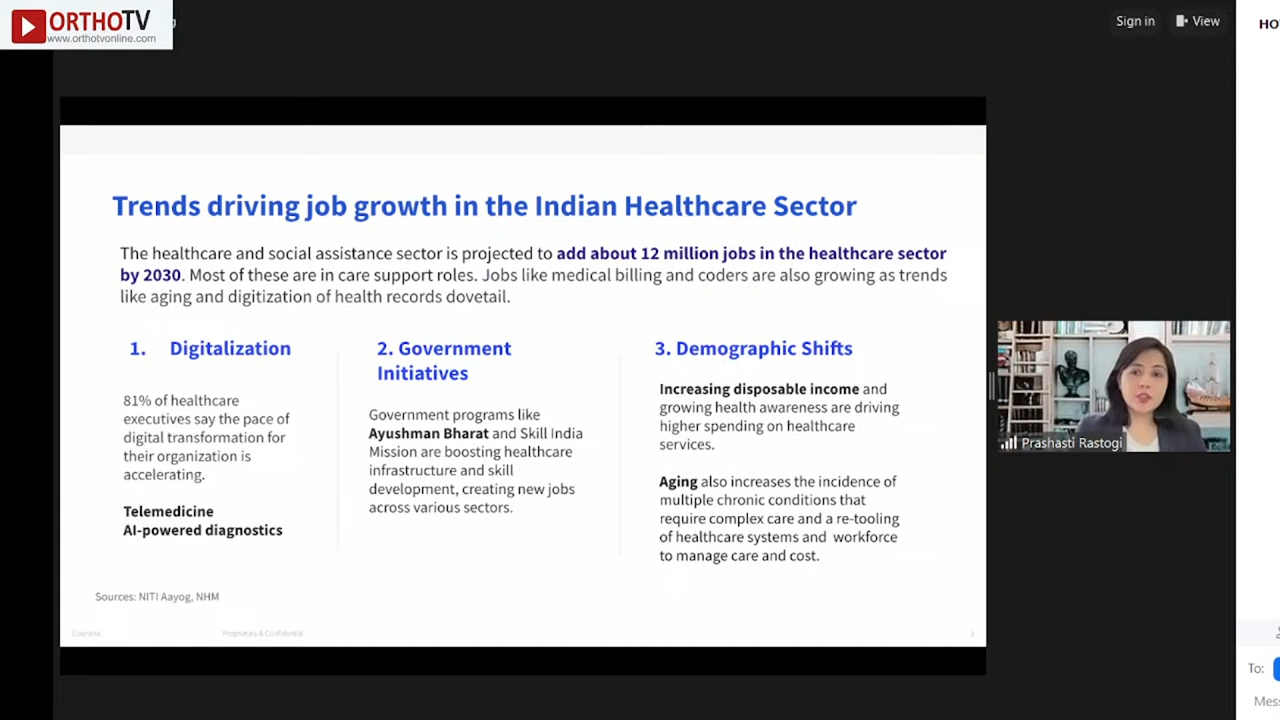 ORTHOTV
www.orthotvonline.com
Sign in
View
HO
Trends driving job growth in the Indian Healthcare Sector
The healthcare and social assistance sector is projected to add about 12 million jobs in the healthcare sector
by 2030. Most of these are in care support roles. Jobs like medical billing and coders are also growing as trends
like aging and digitization of health records dovetail.
1. Digitalization
81% of healthcare
executives say the pace of
digital transformation for
their organization is
accelerating.
Telemedicine
AI-powered diagnostics
2. Government
Initiatives
Government programs like
Ayushman Bharat and Skill India
Mission are boosting healthcare
infrastructure and skill
development, creating new jobs
across various sectors.
3. Demographic Shifts
Increasing disposable income and
growing health awareness are driving
higher spending on healthcare
services.
Aging also increases the incidence of
multiple chronic conditions that
require complex care and a re-tooling
of healthcare systems and workforce
to manage care and cost.
Sources: NITI Aayog, NHM
Coursera
Proprietary & Confidential
Prashasti Rastogi
To:
Mess